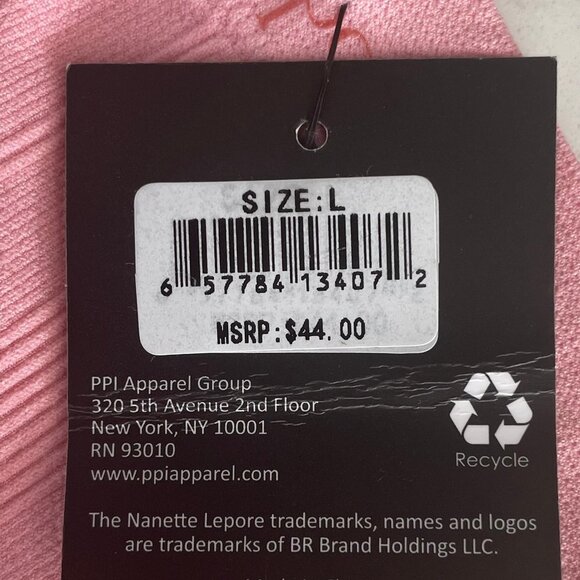 SIZE:L
6 57784 13407 2
MSRP:$44.00
PPI Apparel Group
320 5th Avenue 2nd Floor
New York, NY 10001
RN 93010
www.ppiapparel.com
Recycle
The Nanette Lepore trademarks, names and logos
are trademarks of BR Brand Holdings LLC.